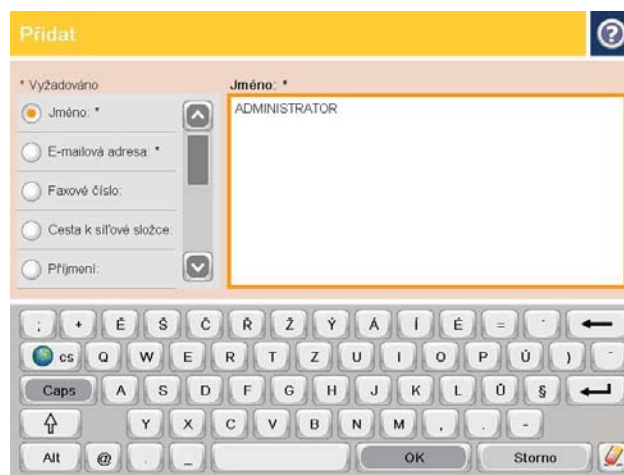 Přidat
?
* Vyžadováno
Jméno: *
E-mailová adresa: *
Faxové číslo:
Cesta k síťové složce:
Příjmení:
Jméno: *
ADMINISTRATOR
; + Ě Š Č Ř Ž Ý Á Í É = ´
cs Q W E R T Z U I O P Ú ) ¨
Caps A S D F G H J K L Ů §
Y X C V B N M , . -
Alt @ . _ OK Storno